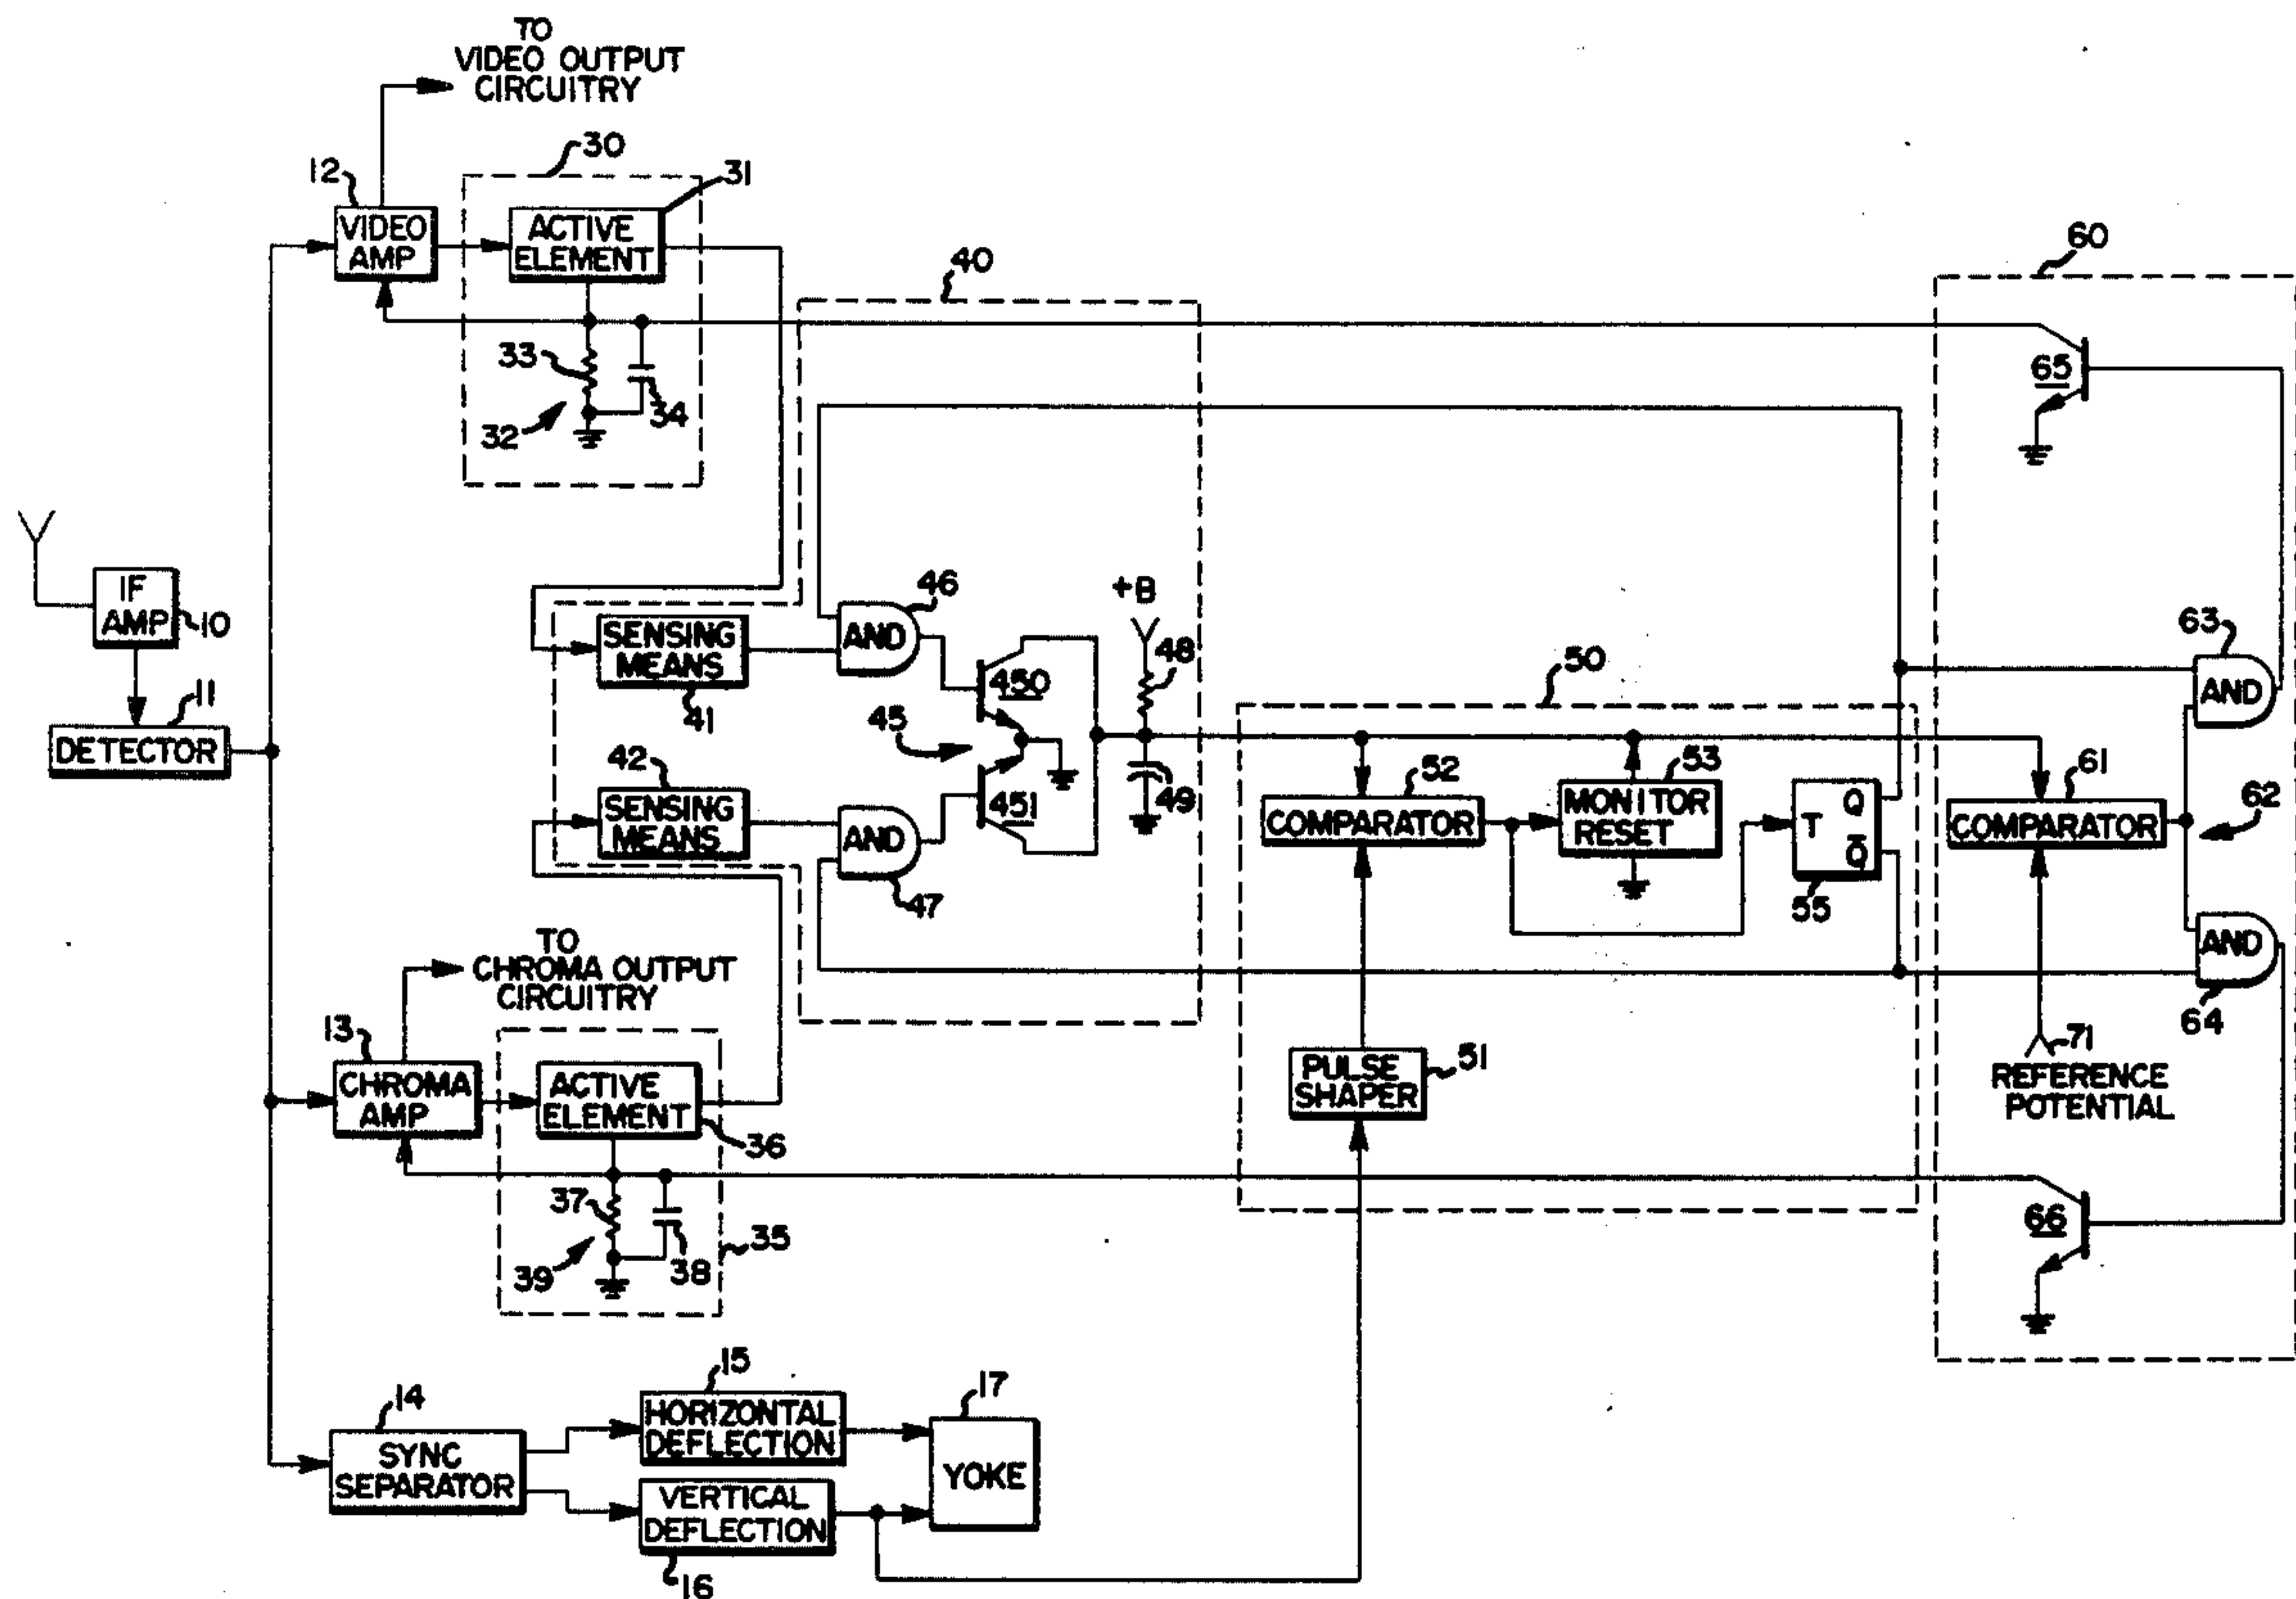 TO
VIDEO OUTPUT
CIRCUITRY
30
12
31
VIDEO
AMP
ACTIVE
ELEMENT
60
40
33
34
32
65
IF
AMP
10
46
+B
48
63
SENSING
MEANS
AND
450
50
AND
41
11
45
DETECTOR
42
52
53
61
49
SENSING
MEANS
AND
451
COMPARATOR
MONITOR
RESET
T
Q
Q̅
COMPARATOR
62
47
55
AND
64
TO
CHROMA OUTPUT
CIRCUITRY
13
71
PULSE
SHAPER
51
REFERENCE
POTENTIAL
CHROMA
AMP
ACTIVE
ELEMENT
36
37
35
66
39
38
15
17
14
HORIZONTAL
DEFLECTION
SYNC
SEPARATOR
YOKE
VERTICAL
DEFLECTION
16